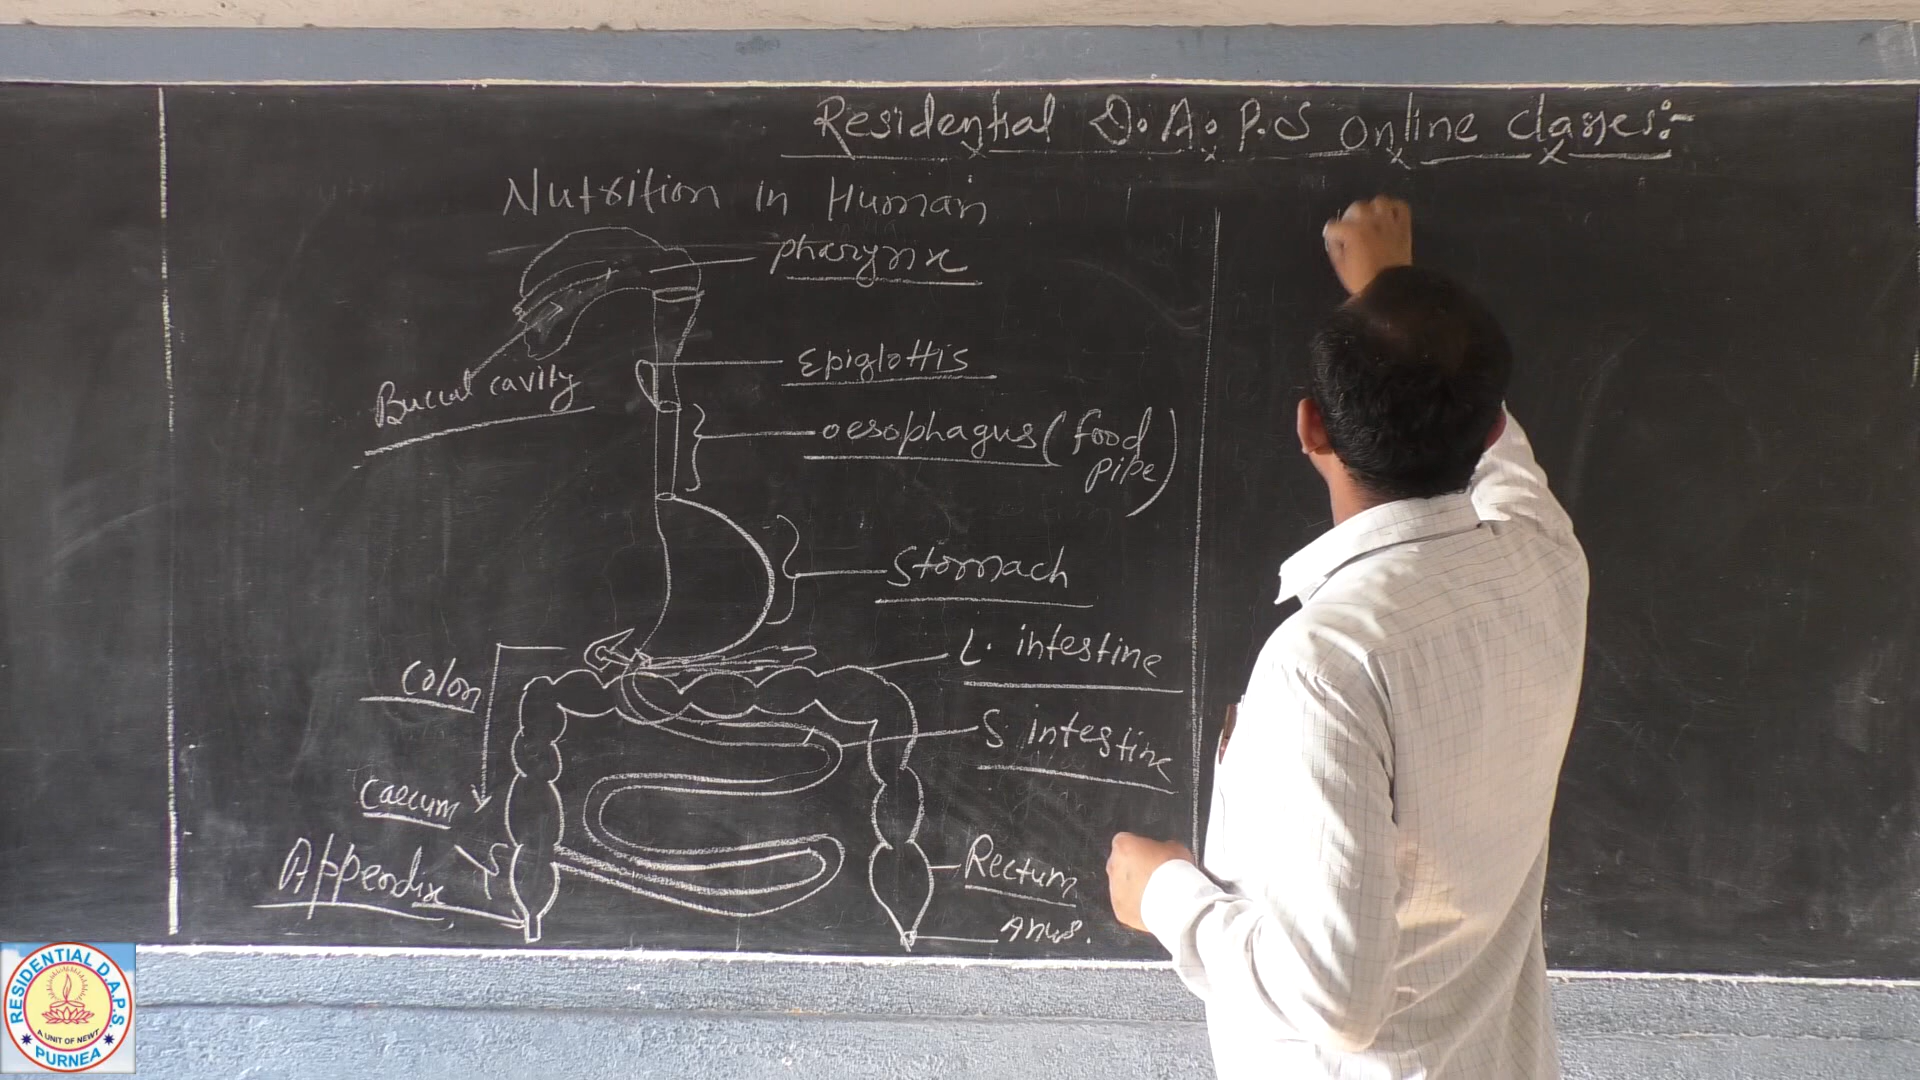 Residential D.A.P.S online classes:-
Nutrition in Human
pharynx
Epiglottis
Buccal cavity
oesophagus (food
pipe)
Stomach
L. intestine
Colon
S. intestine
Caecum
Appendix
Rectum
Anus.
RESIDENTIAL D.A.P.S.
A UNIT OF NEWT
PURNEA